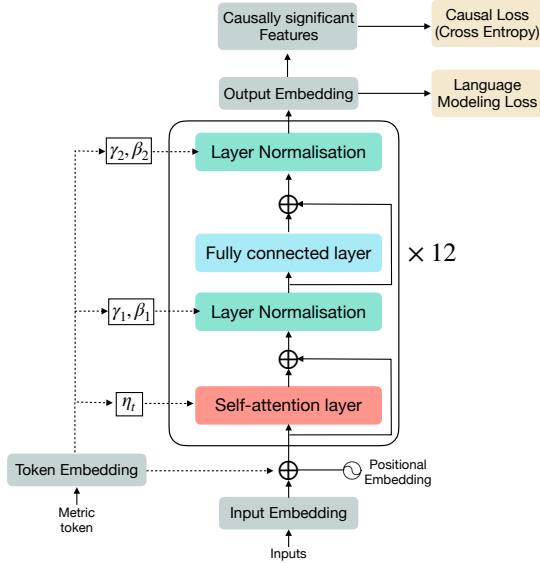 Causally significant
Features
Causal Loss
(Cross Entropy)
Output Embedding
Language
Modeling Loss
γ₂, β₂
Layer Normalisation
Fully connected layer
× 12
γ₁, β₁
Layer Normalisation
ηₜ
Self-attention layer
Token Embedding
Positional
Embedding
Metric
token
Input Embedding
Inputs